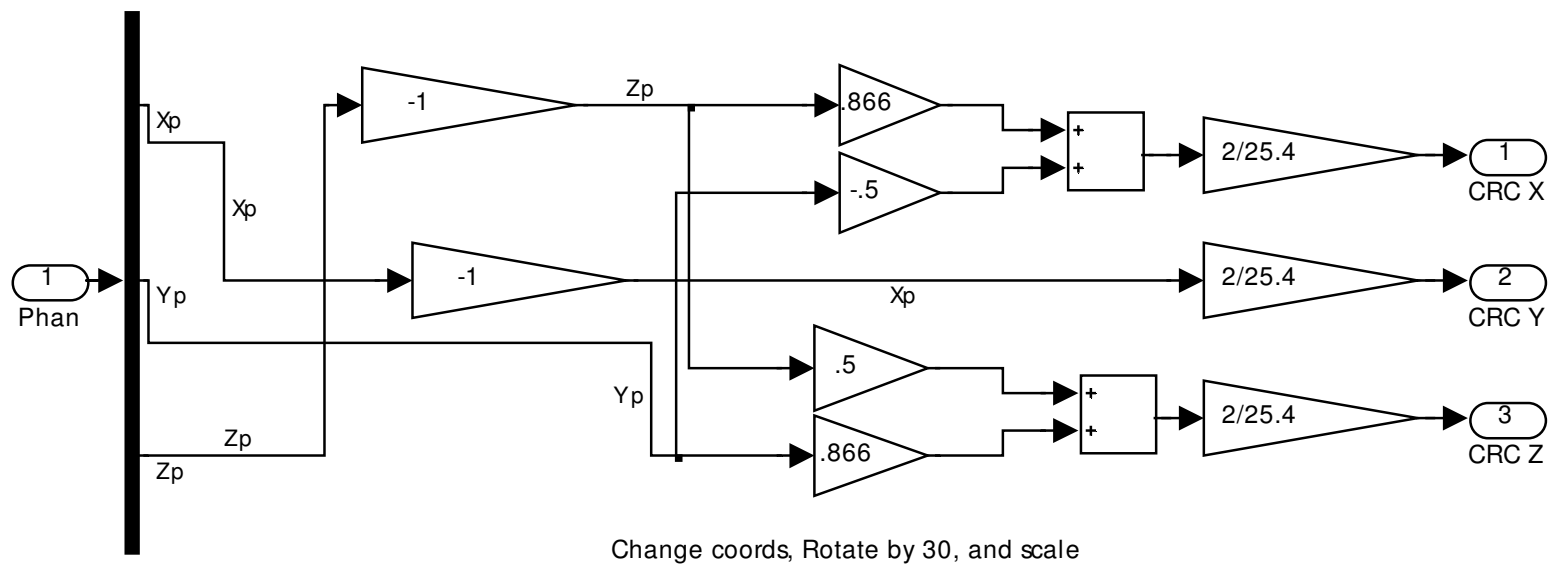 Zp
-1
.866
Xp
+
2/25.4
1
CRC X
+
-.5
Xp
1
Phan
Yp
-1
Xp
2/25.4
2
CRC Y
.5
Yp
+
2/25.4
3
CRC Z
+
Zp
Zp
.866
Change coords, Rotate by 30, and scale